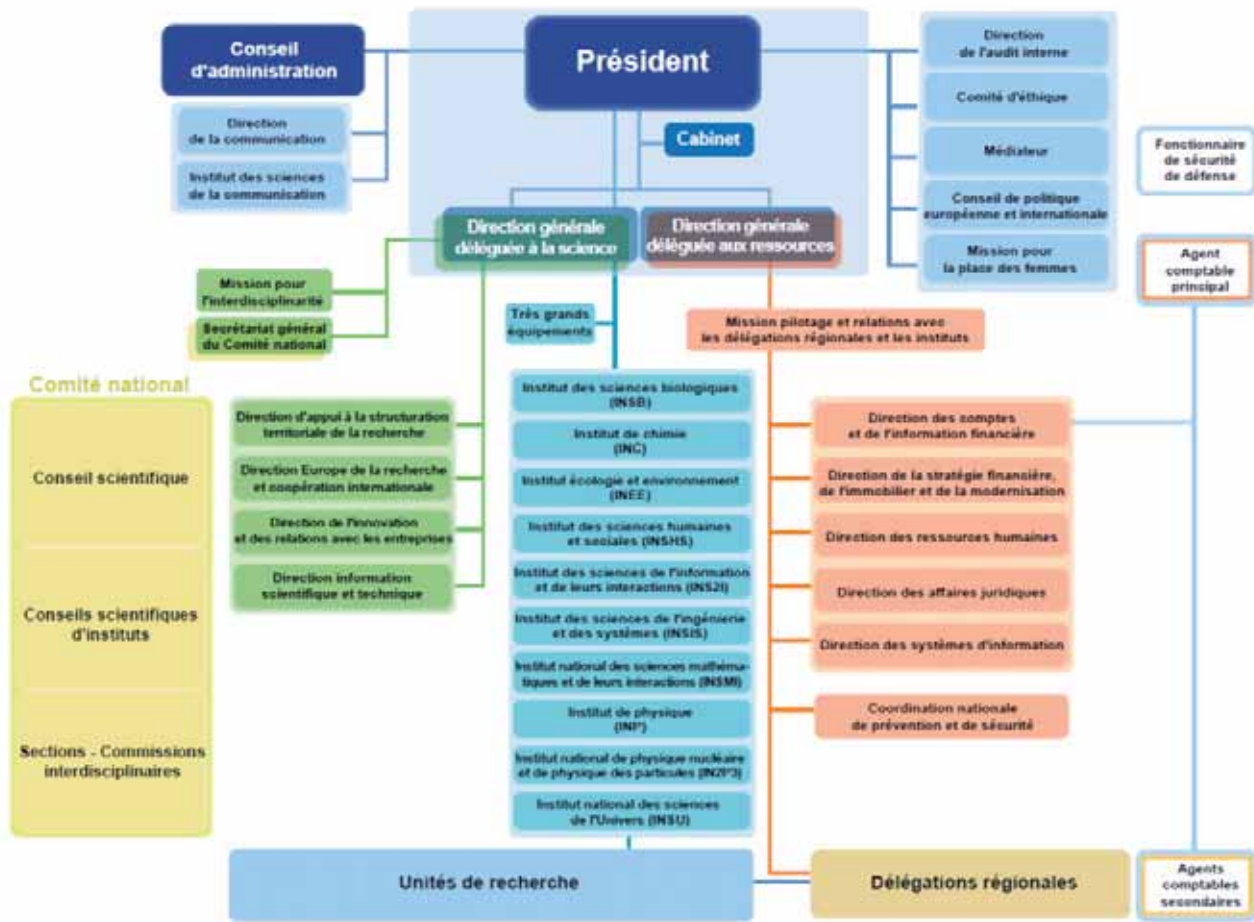 Conseil
d'administration
Président
Direction
de l'audit interne
Comité d'éthique
Médiateur
Conseil de politique
européenne et internationale
Mission pour
la place des femmes
Direction
de la communication
Institut des sciences
de la communication
Cabinet
Fonctionnaire
de sécurité
de défense
Direction générale
déléguée à la science
Direction générale
déléguée aux ressources
Agent
comptable
principal
Mission pour
l'interdisciplinarité
Secrétariat général
du Comité national
Très grands
équipements
Mission pilotage et relations avec
les délégations régionales et les instituts
Comité national
Conseil scientifique
Conseils scientifiques
d'instituts
Sections - Commissions
interdisciplinaires
Direction d'appui à la structuration
territoriale de la recherche
Direction Europe de la recherche
et coopération internationale
Direction de l'innovation
et des relations avec les entreprises
Direction information
scientifique et technique
Institut des sciences biologiques
(INSB)
Institut de chimie
(INC)
Institut écologie et environnement
(INEE)
Institut des sciences humaines
et sociales (INSHS)
Institut des sciences de l'information
et de leurs interactions (INS2I)
Institut des sciences de l'ingénierie
et des systèmes (INSIS)
Institut national des sciences mathéma-
tiques et de leurs interactions (INSMI)
Institut de physique
(INP)
Institut national de physique nucléaire
et de physique des particules (IN2P3)
Institut national des sciences
de l'Univers (INSU)
Direction des comptes
et de l'information financière
Direction de la stratégie financière,
de l'immobilier et de la modernisation
Direction des ressources humaines
Direction des affaires juridiques
Direction des systèmes d'information
Coordination nationale
de prévention et de sécurité
Unités de recherche
Délégations régionales
Agents
comptables
secondaires